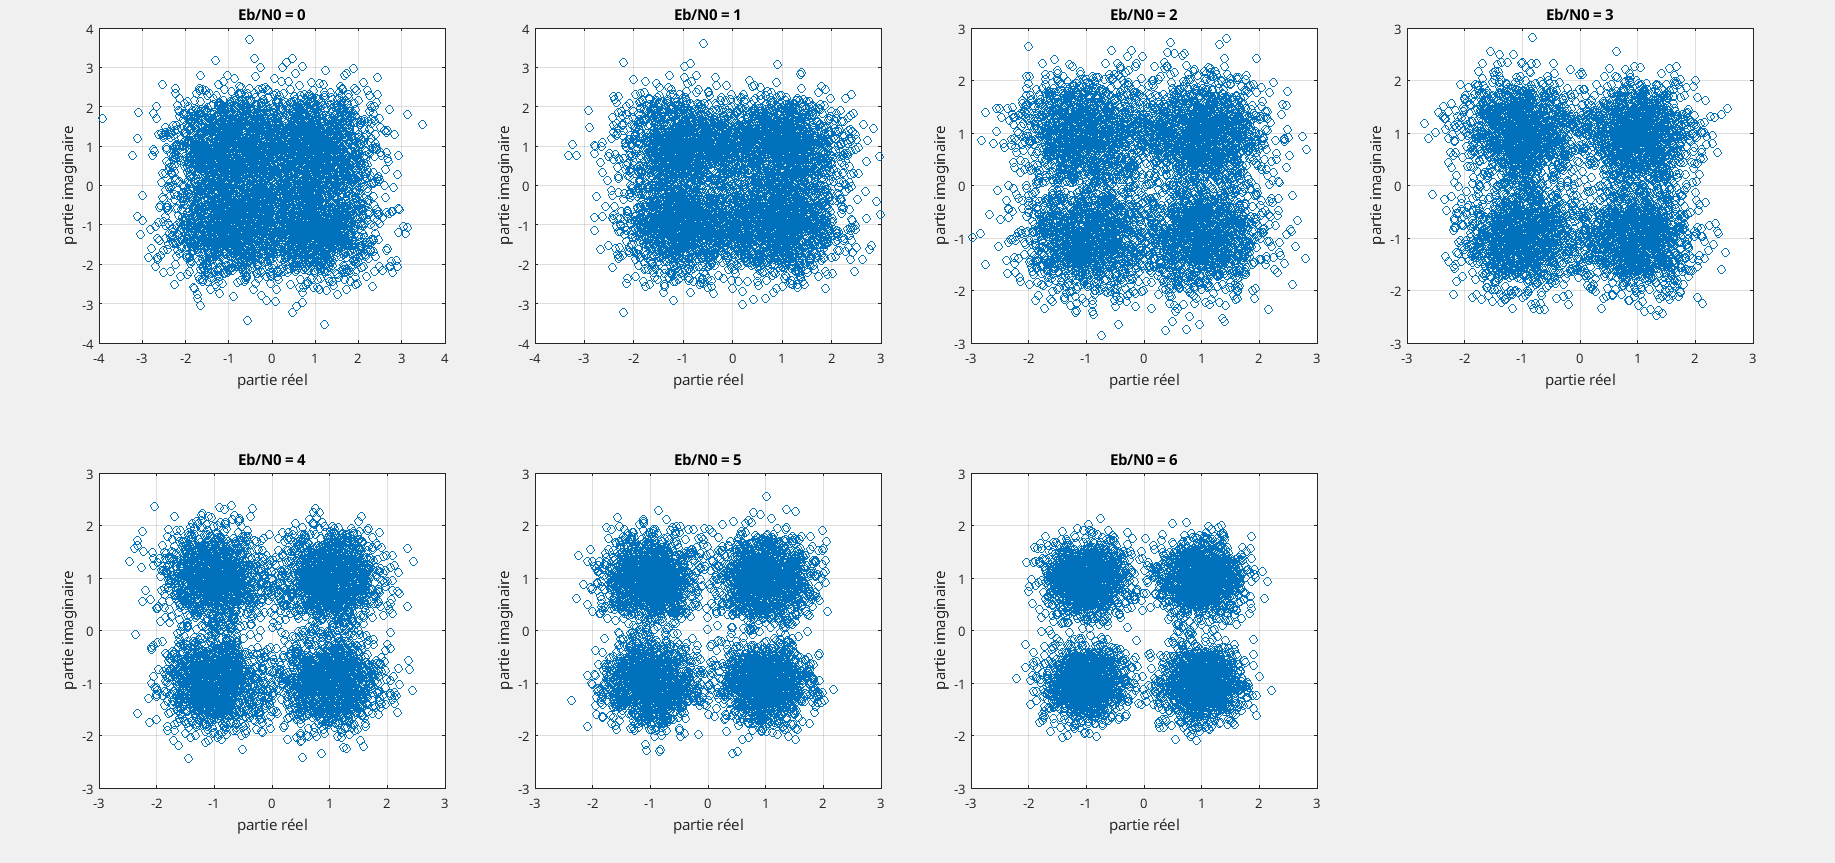 Eb/N0 = 0
4
3
2
1
0
-1
-2
-3
-4
-4 -3 -2 -1 0 1 2 3 4
partie imaginaire
partie réel
Eb/N0 = 1
4
3
2
1
0
-1
-2
-3
-4
-4 -3 -2 -1 0 1 2 3
partie imaginaire
partie réel
Eb/N0 = 2
3
2
1
0
-1
-2
-3
-3 -2 -1 0 1 2 3
partie imaginaire
partie réel
Eb/N0 = 3
3
2
1
0
-1
-2
-3
-3 -2 -1 0 1 2 3
partie imaginaire
partie réel
Eb/N0 = 4
3
2
1
0
-1
-2
-3
-3 -2 -1 0 1 2 3
partie imaginaire
partie réel
Eb/N0 = 5
3
2
1
0
-1
-2
-3
-3 -2 -1 0 1 2 3
partie imaginaire
partie réel
Eb/N0 = 6
3
2
1
0
-1
-2
-3
-3 -2 -1 0 1 2 3
partie imaginaire
partie réel